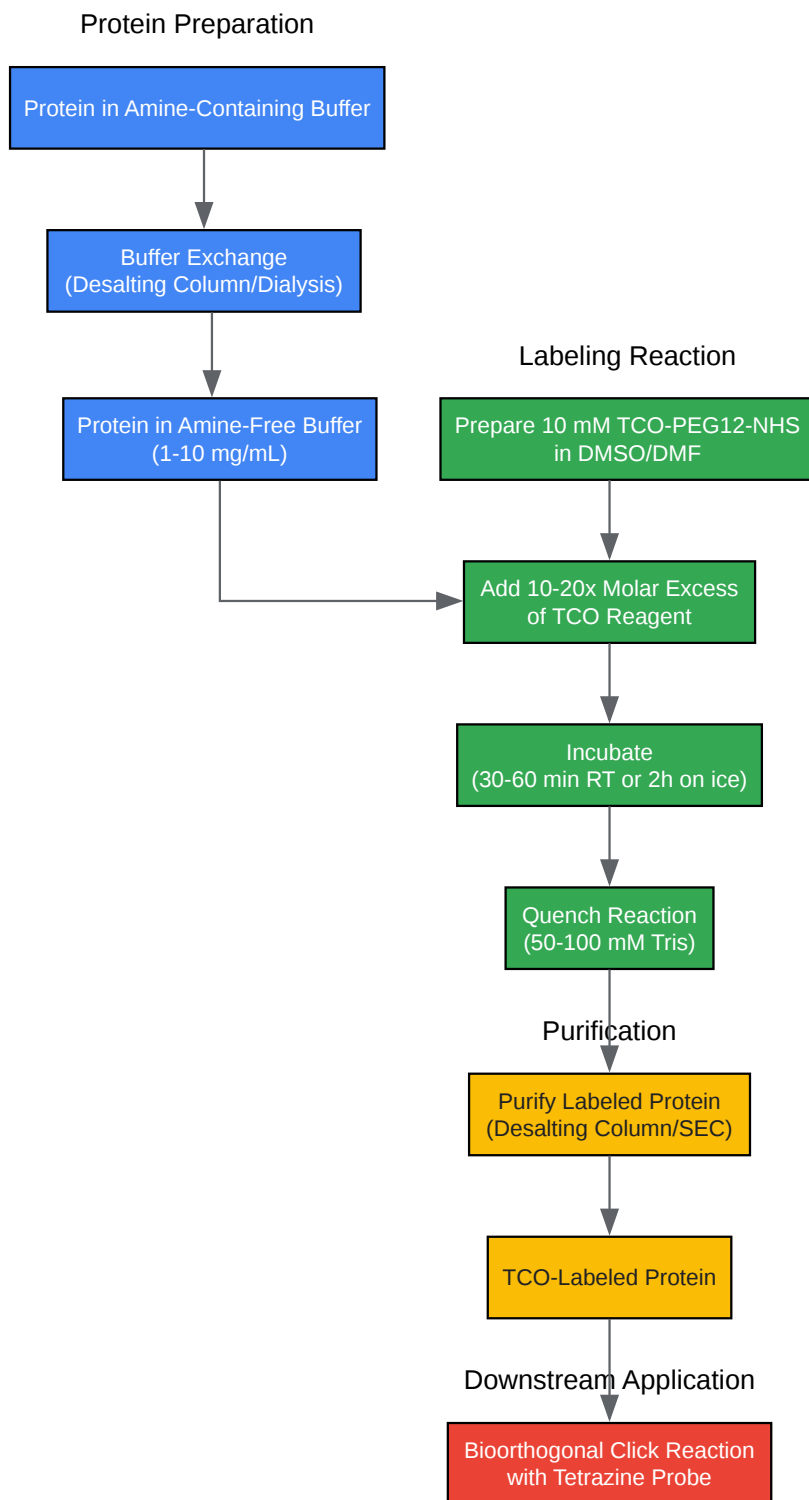 Protein Preparation
Protein in Amine-Containing Buffer
Buffer Exchange
(Desalting Column/Dialysis)
Protein in Amine-Free Buffer
(1-10 mg/mL)
Labeling Reaction
Prepare 10 mM TCO-PEG12-NHS
in DMSO/DMF
Add 10-20x Molar Excess
of TCO Reagent
Incubate
(30-60 min RT or 2h on ice)
Quench Reaction
(50-100 mM Tris)
Purification
Purify Labeled Protein
(Desalting Column/SEC)
TCO-Labeled Protein
Downstream Application
Bioorthogonal Click Reaction
with Tetrazine Probe